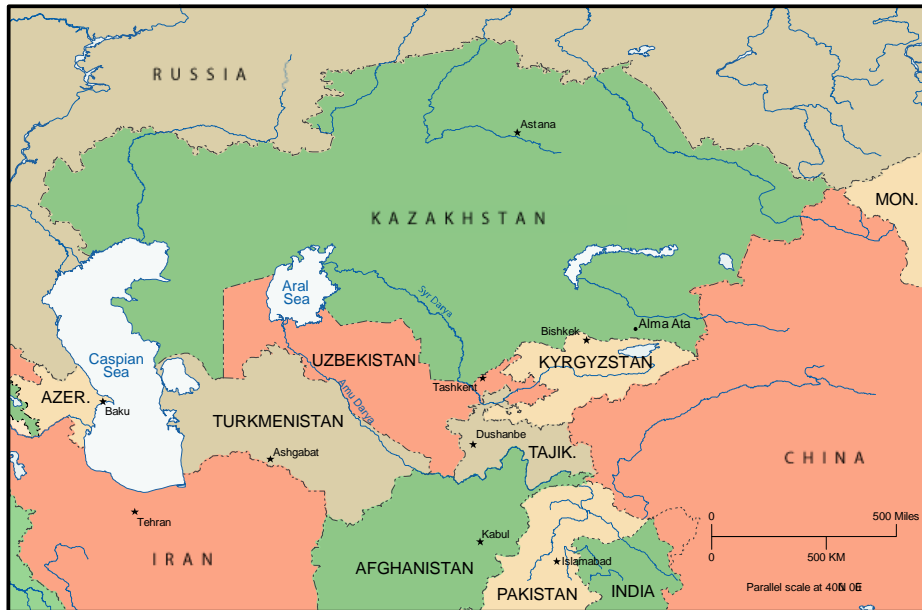 RUSSIA
Astana
MON.
KAZAKHSTAN
Aral
Sea
Syr Darya
Alma Ata
Bishkek
Caspian
Sea
UZBEKISTAN
KYRGYZSTAN
Tashkent
AZER.
Baku
Amu Darya
TURKMENISTAN
Dushanbe
TAJIK.
Ashgabat
CHINA
Tehran
0
500 Miles
Kabul
IRAN
0
500 KM
Islamabad
AFGHANISTAN
INDIA
PAKISTAN
Parallel scale at